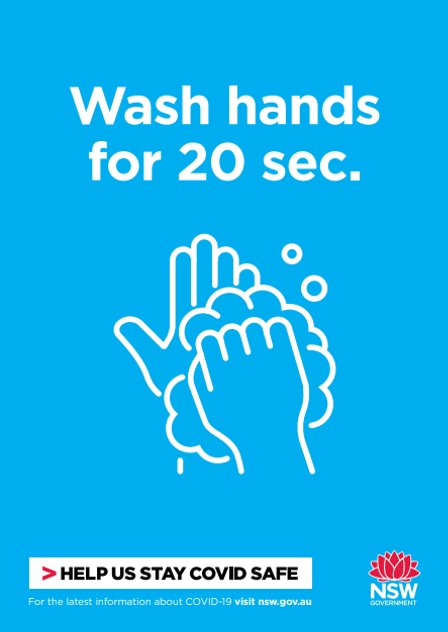 Wash hands
for 20 sec.
> HELP US STAY COVID SAFE
For the latest information about COVID-19 visit nsw.gov.au
NSW
GOVERNMENT